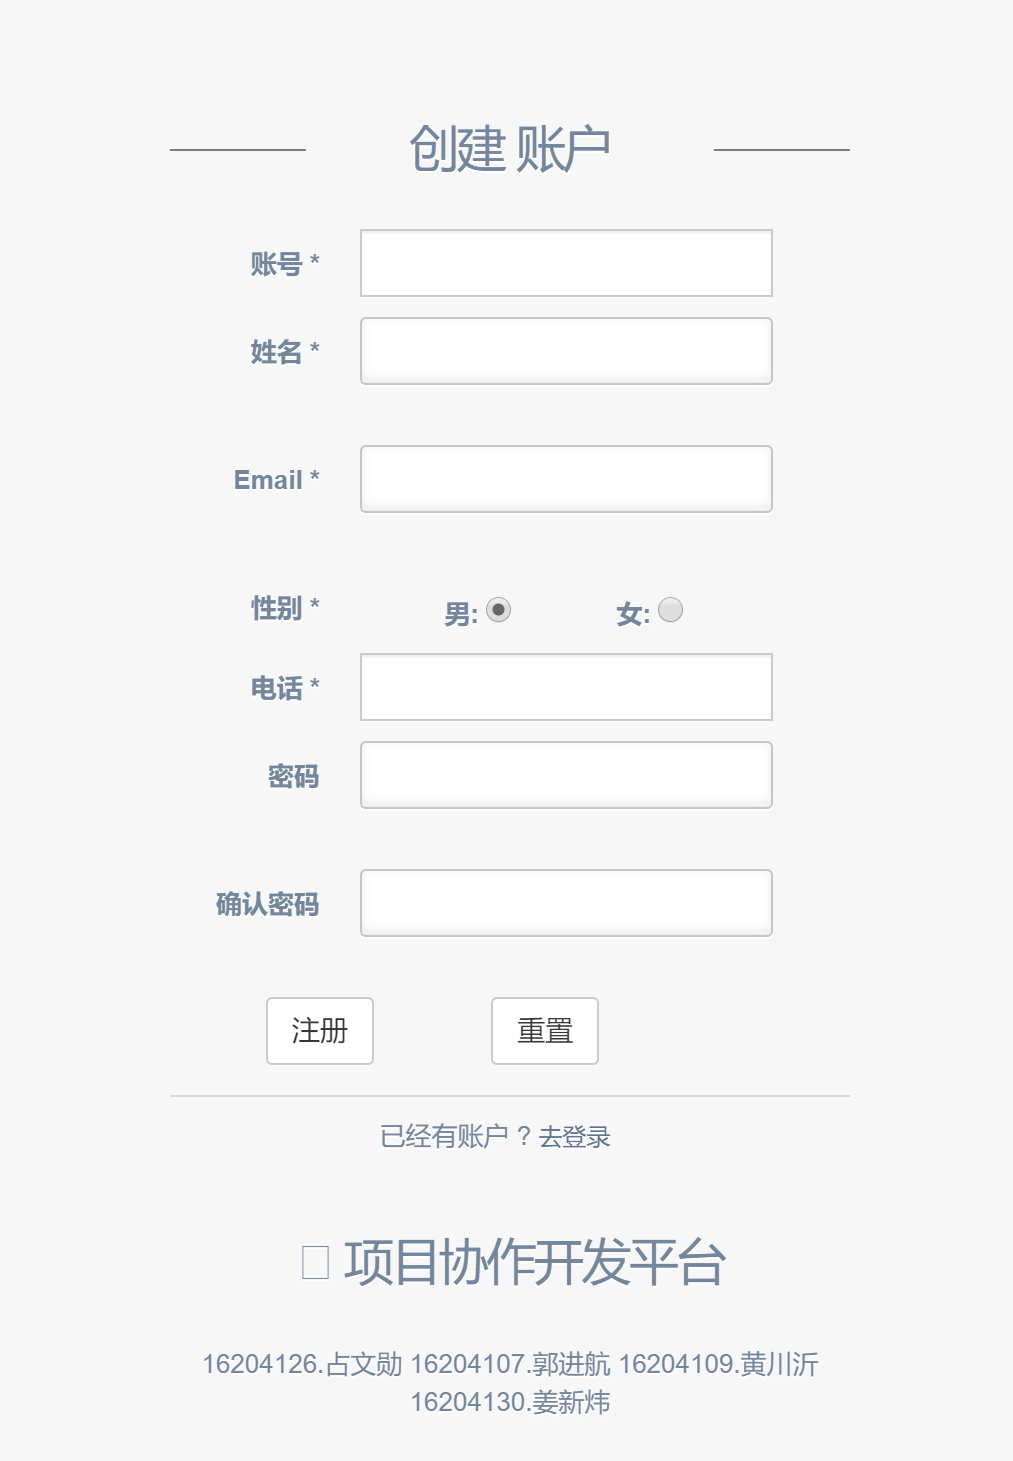 创建 账户
账号 *
姓名 *
Email *
性别 * 男: 女:
电话 *
密码
确认密码
注册 重置
已经有账户 ? 去登录
项目协作开发平台
16204126.占文勋 16204107.郭进航 16204109.黄川沂
16204130.姜新炜